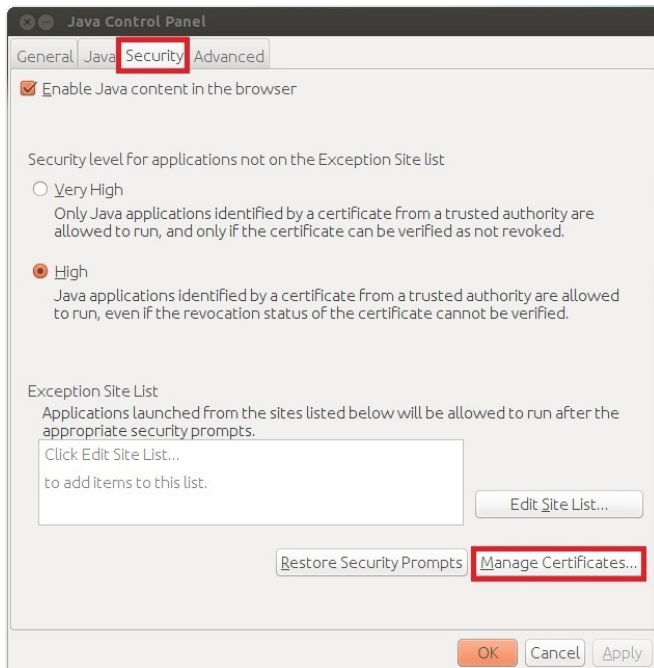 Java Control Panel
General Java Security Advanced
Enable Java content in the browser
Security level for applications not on the Exception Site list
Very High
Only Java applications identified by a certificate from a trusted authority are
allowed to run, and only if the certificate can be verified as not revoked.
High
Java applications identified by a certificate from a trusted authority are allowed
to run, even if the revocation status of the certificate cannot be verified.
Exception Site List
Applications launched from the sites listed below will be allowed to run after the
appropriate security prompts.
Click Edit Site List...
to add items to this list.
Edit Site List...
Restore Security Prompts Manage Certificates...
OK Cancel Apply